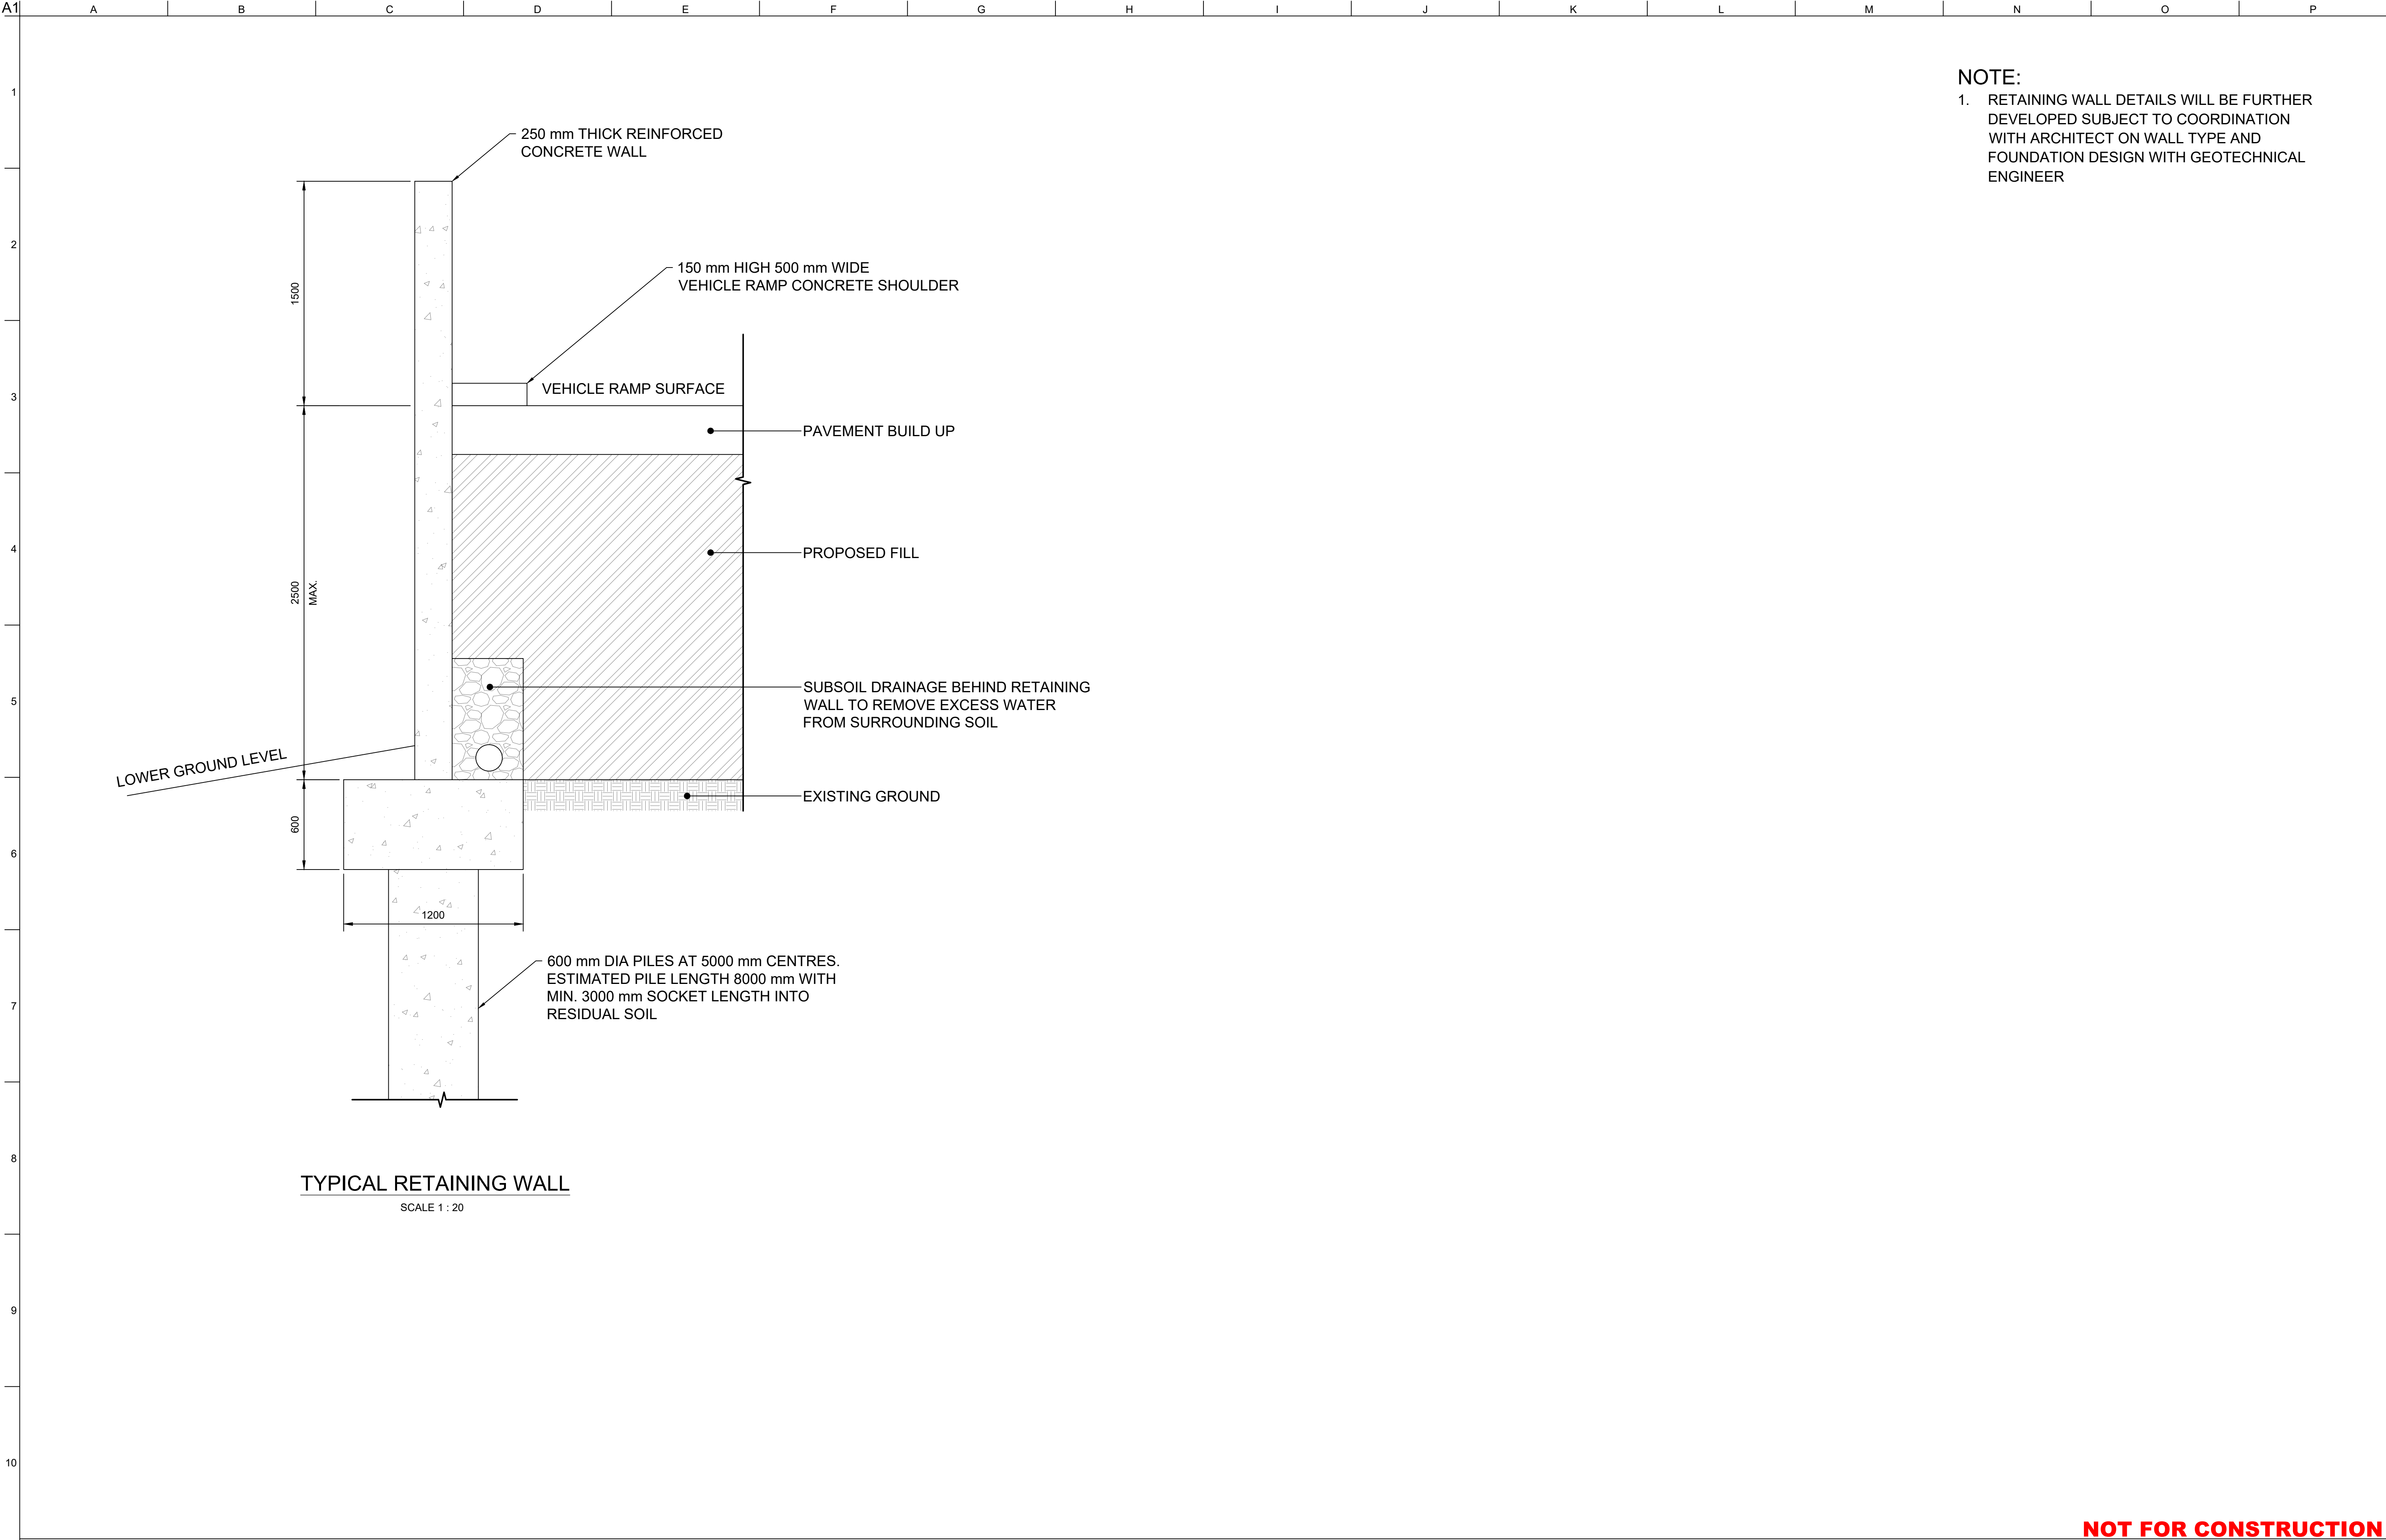 A1
A B C D E F G H I J K L M N O P
1
2
3
4
5
6
7
8
9
10
NOTE:
1. RETAINING WALL DETAILS WILL BE FURTHER
DEVELOPED SUBJECT TO COORDINATION
WITH ARCHITECT ON WALL TYPE AND
FOUNDATION DESIGN WITH GEOTECHNICAL
ENGINEER
250 mm THICK REINFORCED
CONCRETE WALL
1500
150 mm HIGH 500 mm WIDE
VEHICLE RAMP CONCRETE SHOULDER
VEHICLE RAMP SURFACE
PAVEMENT BUILD UP
PROPOSED FILL
2500
MAX.
SUBSOIL DRAINAGE BEHIND RETAINING
WALL TO REMOVE EXCESS WATER
FROM SURROUNDING SOIL
LOWER GROUND LEVEL
EXISTING GROUND
600
1200
600 mm DIA PILES AT 5000 mm CENTRES.
ESTIMATED PILE LENGTH 8000 mm WITH
MIN. 3000 mm SOCKET LENGTH INTO
RESIDUAL SOIL
TYPICAL RETAINING WALL
SCALE 1 : 20
NOT FOR CONSTRUCTION